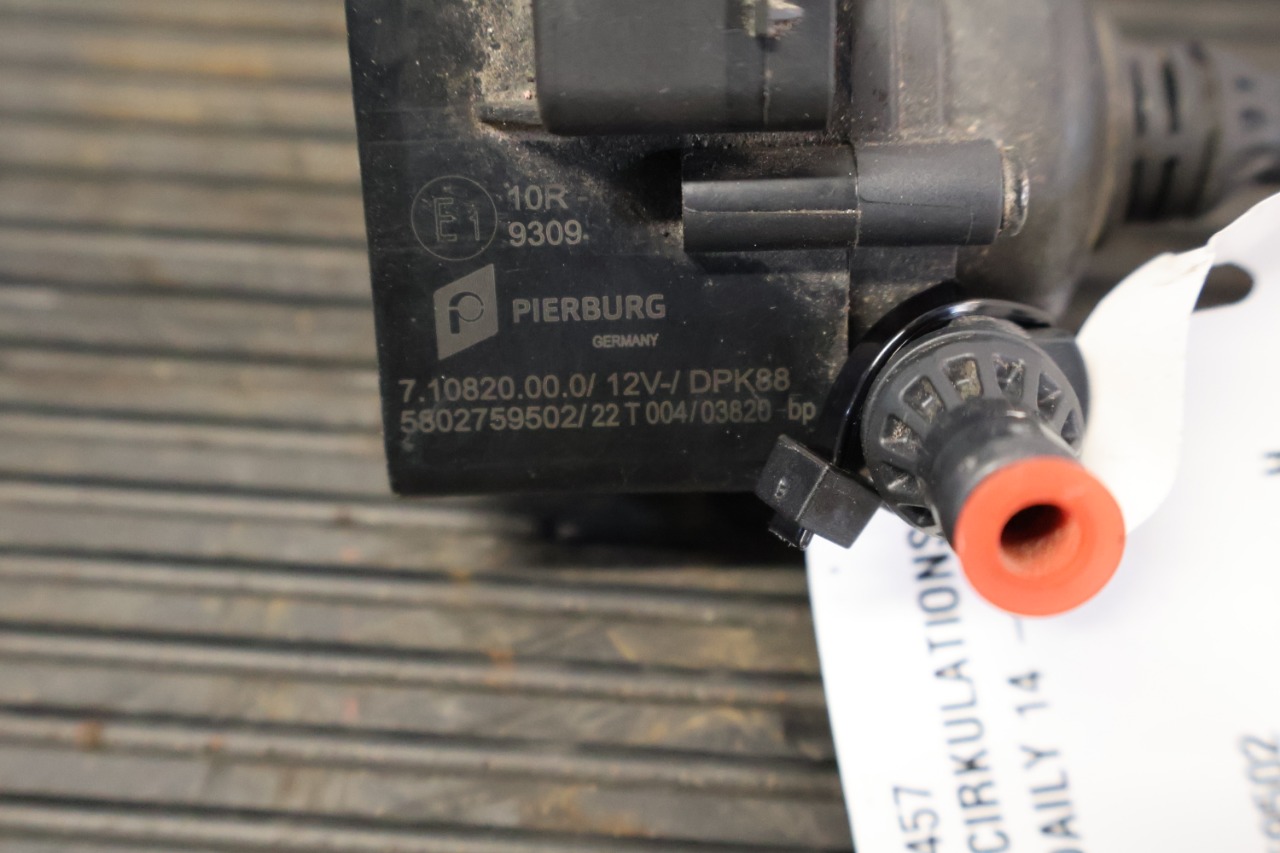 E1
10R -
9309
PIERBURG
GERMANY
7.10820.00.0/ 12V-/ DPK88
5802759502/22 T 004/03820 bp
457
CIRKULATIONS
DAILY 14 -
9502